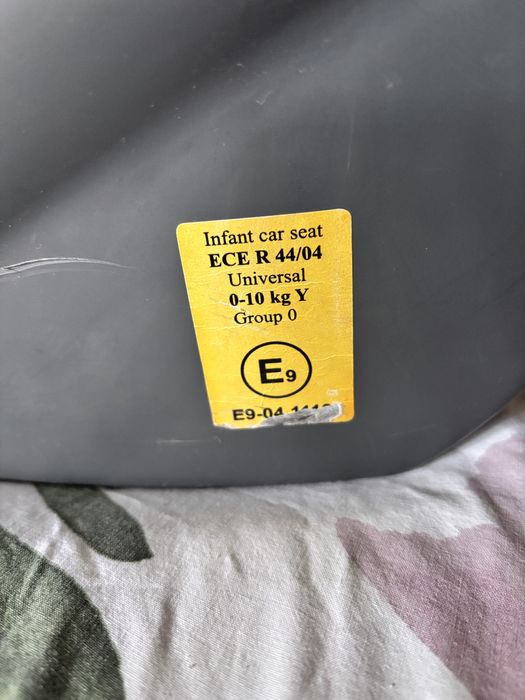 Infant car seat
ECE R 44/04
Universal
0-10 kg Y
Group 0
E9
E9-04